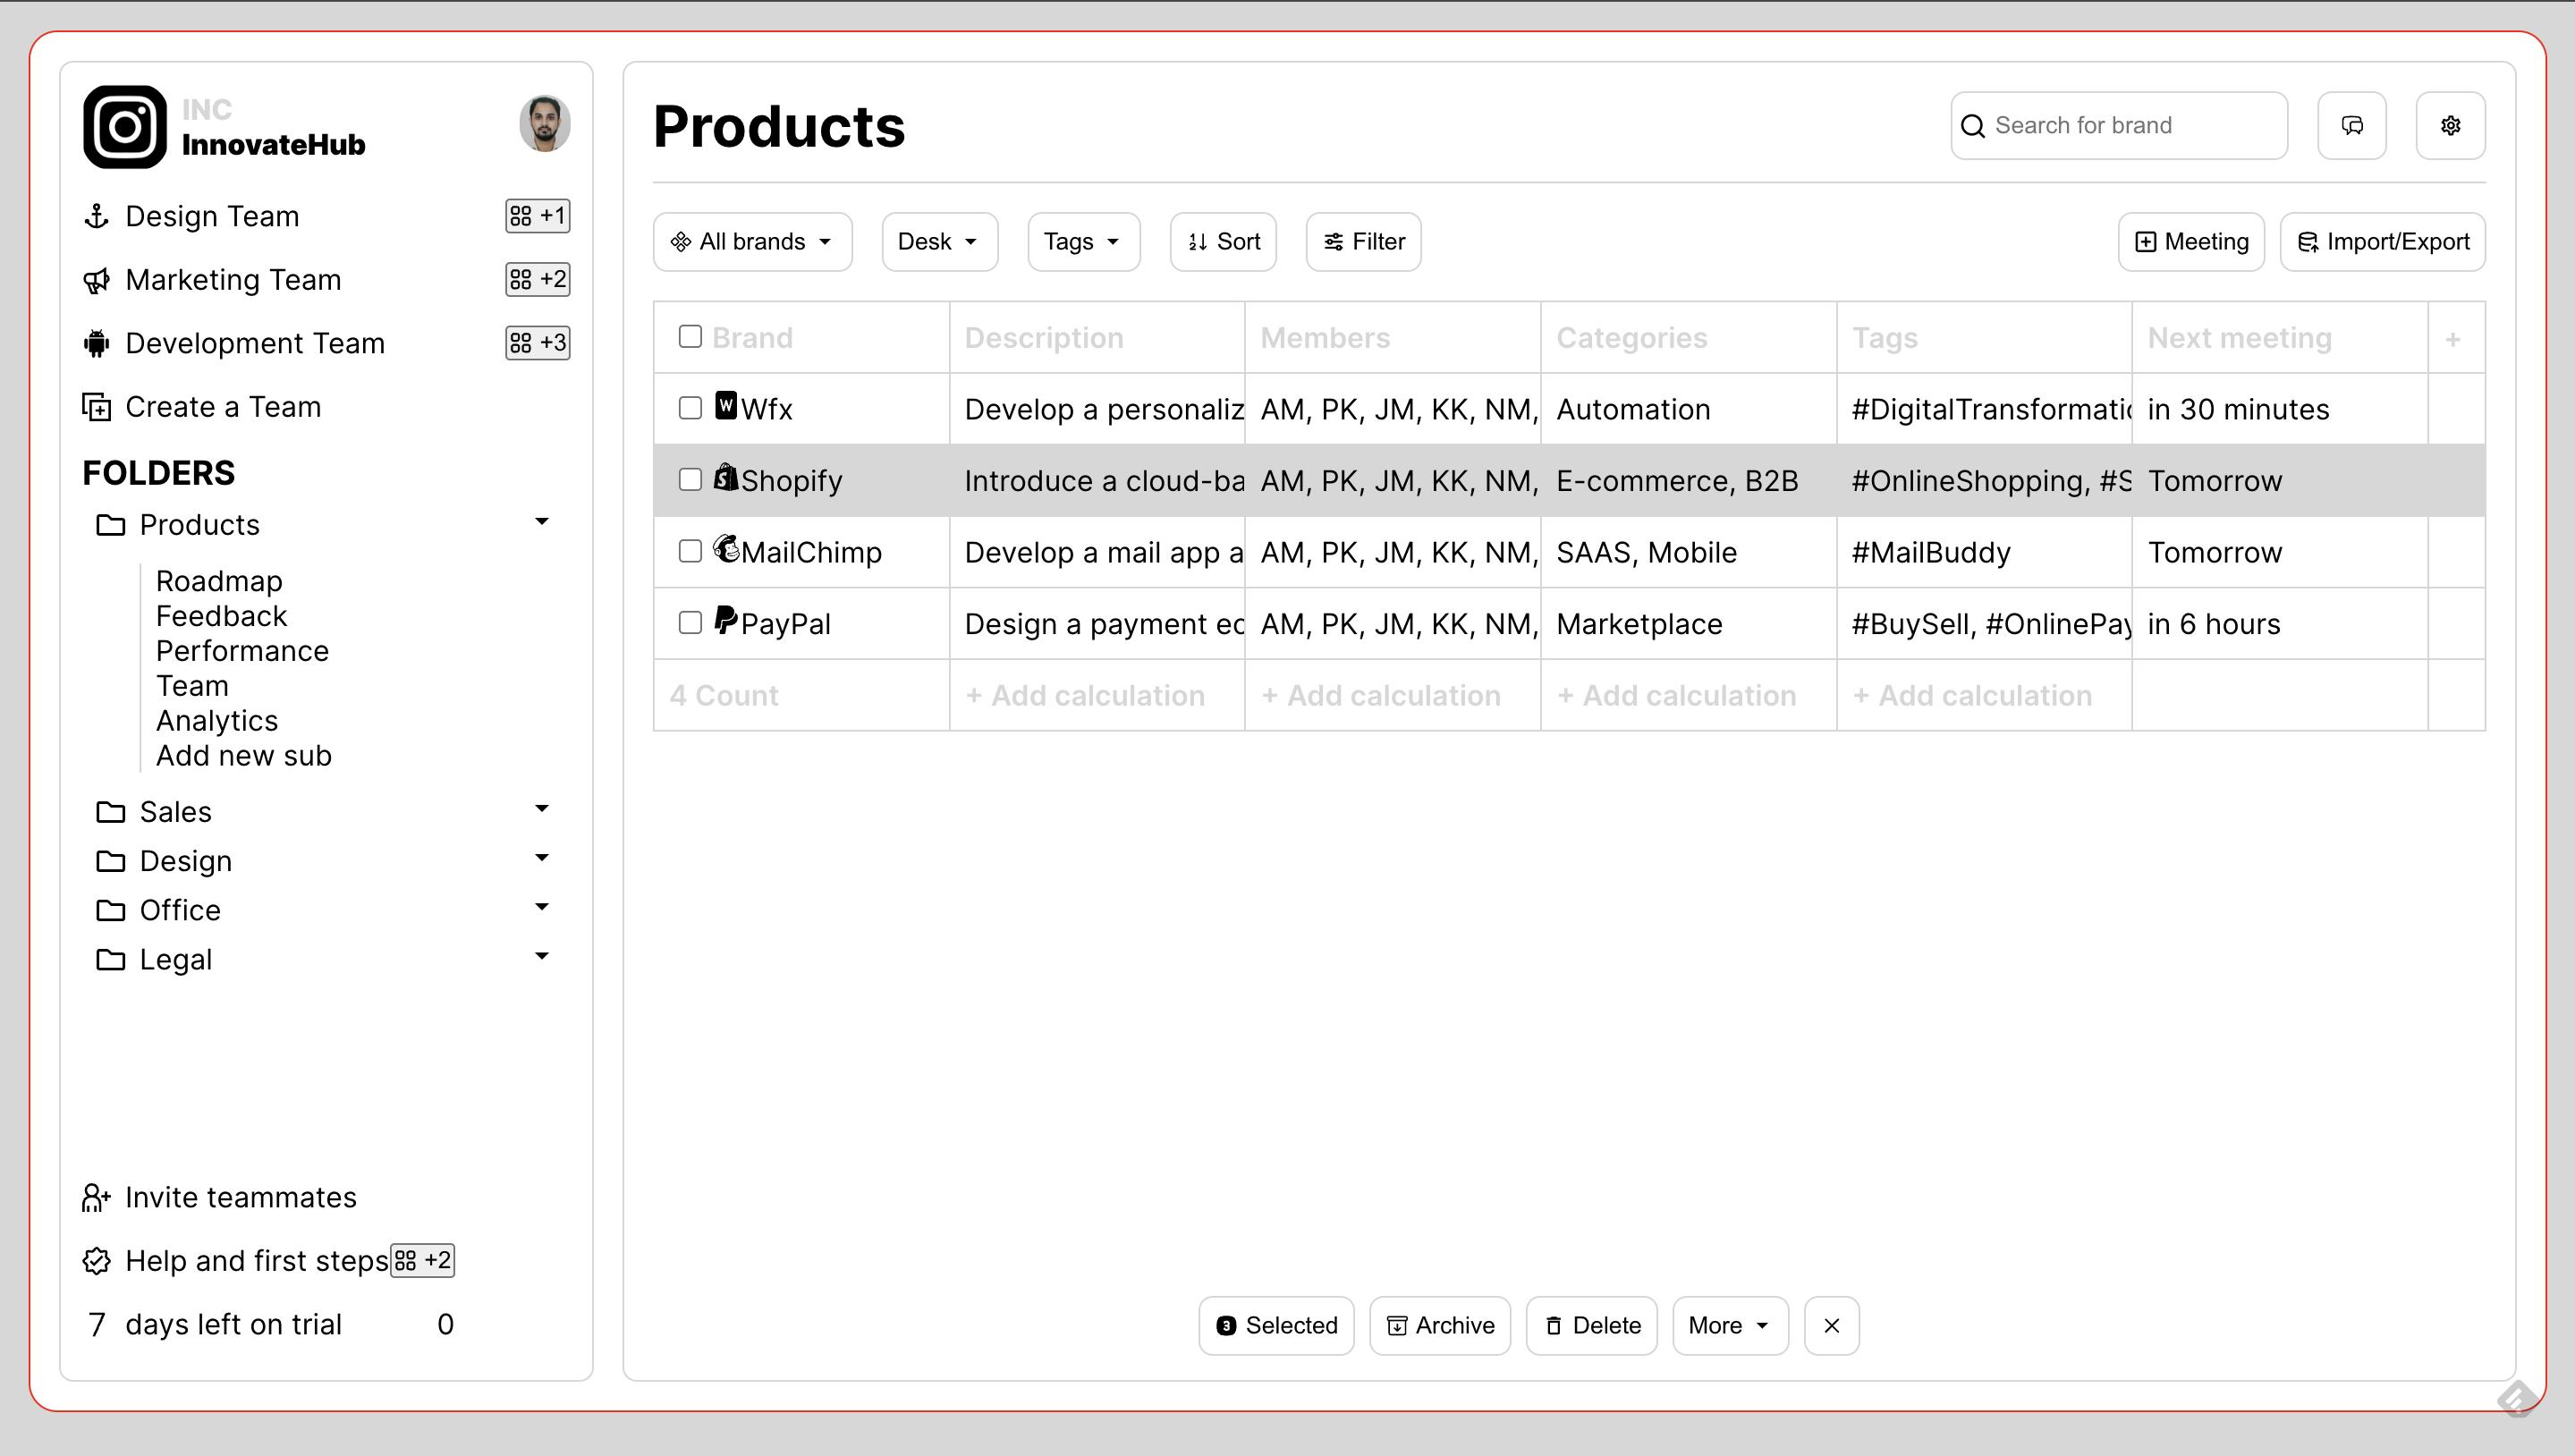 INC
InnovateHub
Design Team +1
Marketing Team +2
Development Team +3
Create a Team
FOLDERS
Products
Roadmap
Feedback
Performance
Team
Analytics
Add new sub
Sales
Design
Office
Legal
Invite teammates
Help and first steps +2
7 days left on trial 0
Products
Search for brand
All brands Desk Tags Sort Filter Meeting Import/Export
Brand Description Members Categories Tags Next meeting +
W Wfx Develop a personaliz AM, PK, JM, KK, NM, Automation #DigitalTransformatic in 30 minutes
Shopify Introduce a cloud-ba AM, PK, JM, KK, NM, E-commerce, B2B #OnlineShopping, #S Tomorrow
MailChimp Develop a mail app a AM, PK, JM, KK, NM, SAAS, Mobile #MailBuddy Tomorrow
PayPal Design a payment ec AM, PK, JM, KK, NM, Marketplace #BuySell, #OnlinePay in 6 hours
4 Count + Add calculation + Add calculation + Add calculation + Add calculation
3 Selected Archive Delete More